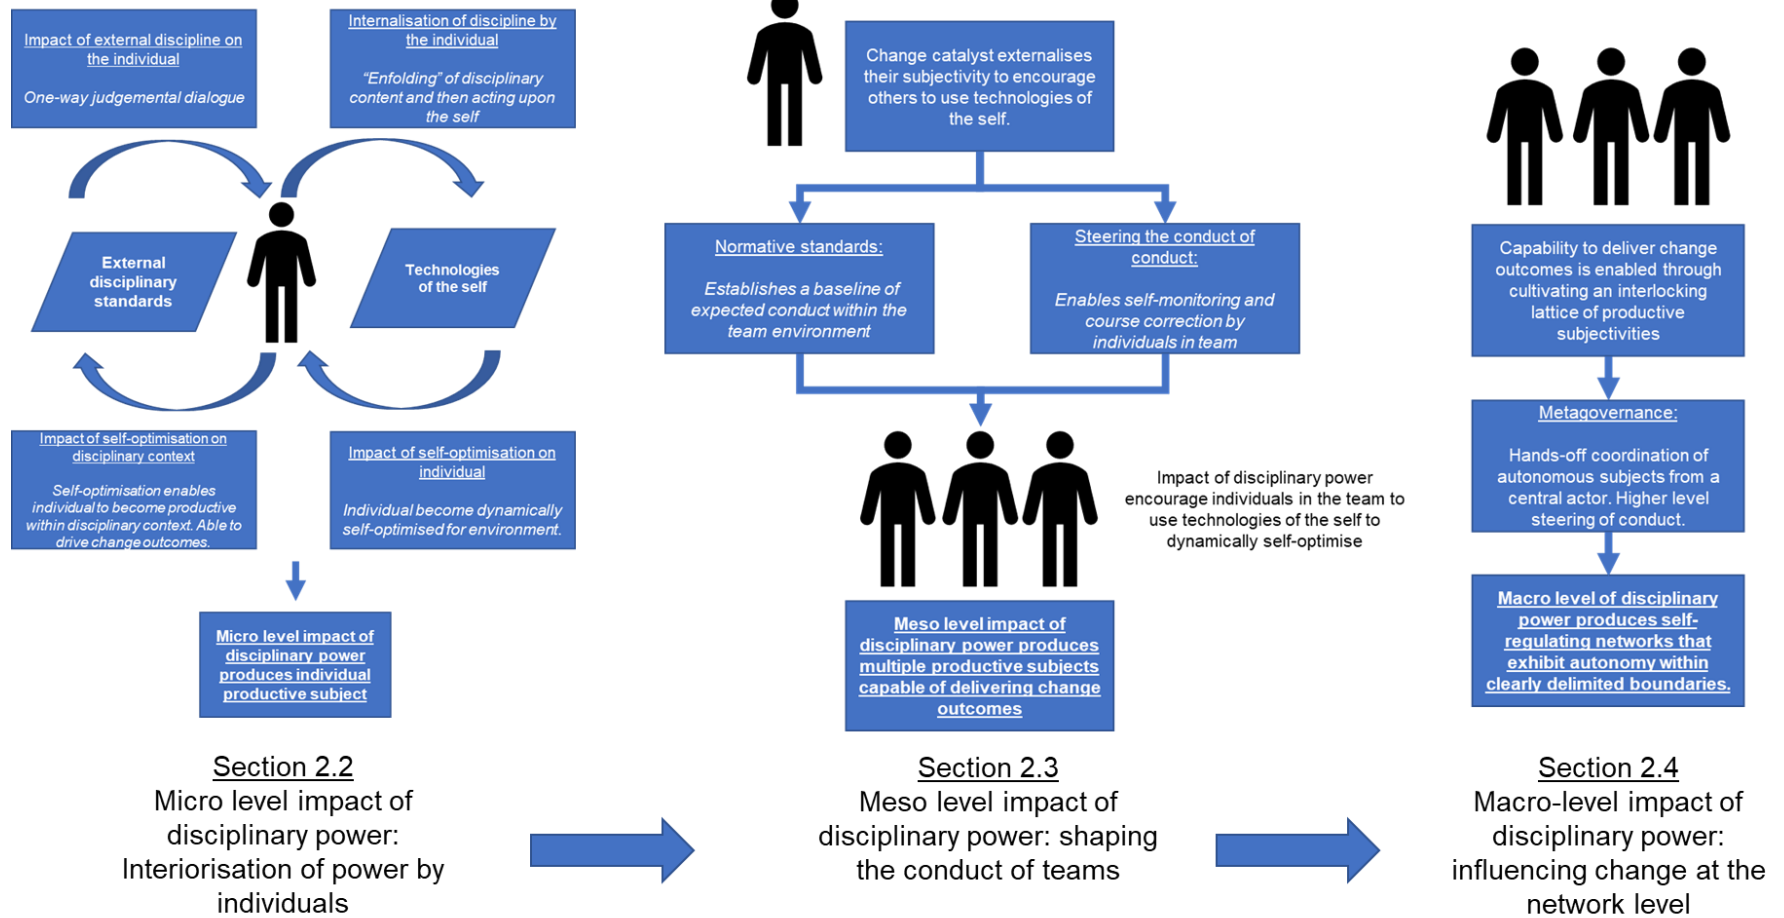 Impact of external discipline on
the individual
One-way judgemental dialogue
Internalisation of discipline by
the individual
“Enfolding” of disciplinary
content and then acting upon
the self
External
disciplinary
standards
Technologies
of the self
Impact of self-optimisation on
disciplinary context
Self-optimisation enables
individual to become productive
within disciplinary context. Able to
drive change outcomes.
Impact of self-optimisation on
individual
Individual become dynamically
self-optimised for environment.
Micro level impact of
disciplinary power
produces individual
productive subject
Section 2.2
Micro level impact of
disciplinary power:
Interiorisation of power by
individuals
Change catalyst externalises
their subjectivity to encourage
others to use technologies of
the self.
Normative standards:
Establishes a baseline of
expected conduct within the
team environment
Steering the conduct of
conduct:
Enables self-monitoring and
course correction by
individuals in team
Impact of disciplinary power
encourage individuals in the team to
use technologies of the self to
dynamically self-optimise
Meso level impact of
disciplinary power produces
multiple productive subjects
capable of delivering change
outcomes
Section 2.3
Meso level impact of
disciplinary power: shaping
the conduct of teams
Capability to deliver change
outcomes is enabled through
cultivating an interlocking
lattice of productive
subjectivities
Metagovernance:
Hands-off coordination of
autonomous subjects from a
central actor. Higher level
steering of conduct.
Macro level of disciplinary
power produces self-
regulating networks that
exhibit autonomy within
clearly delimited boundaries.
Section 2.4
Macro-level impact of
disciplinary power:
influencing change at the
network level